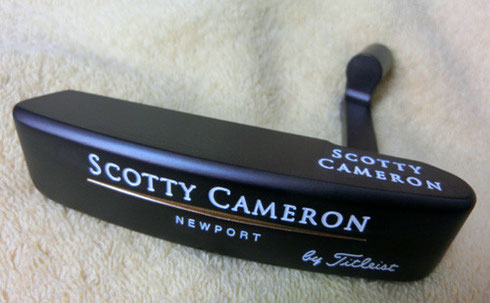 SCOTTY CAMERON
NEWPORT
by Titleist
SCOTTY
CAMERON